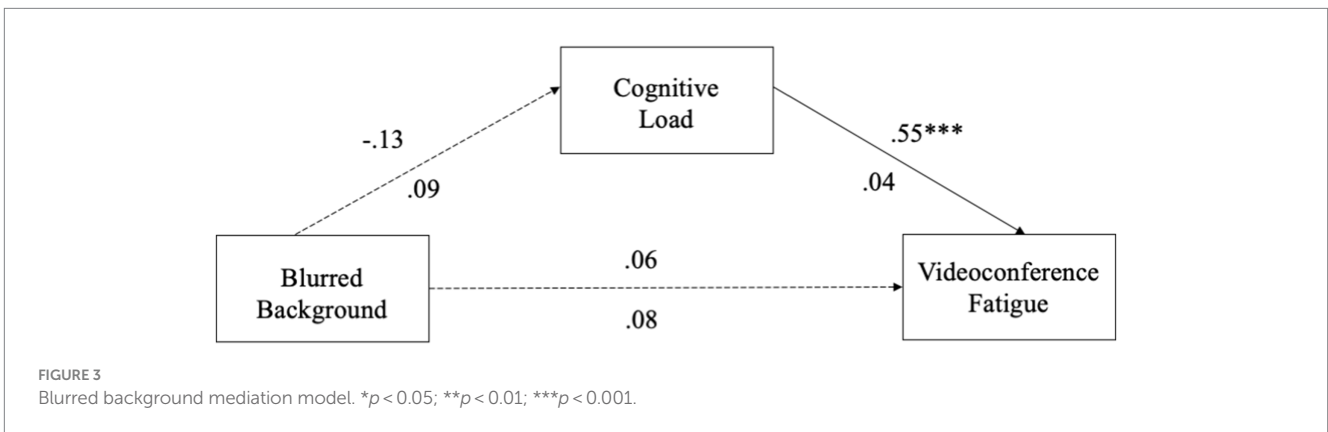 Cognitive
Load
-.13
.55***
.09
.04
Blurred
Background
.06
Videoconference
Fatigue
.08
FIGURE 3
Blurred background mediation model. *p < 0.05; **p < 0.01; ***p < 0.001.